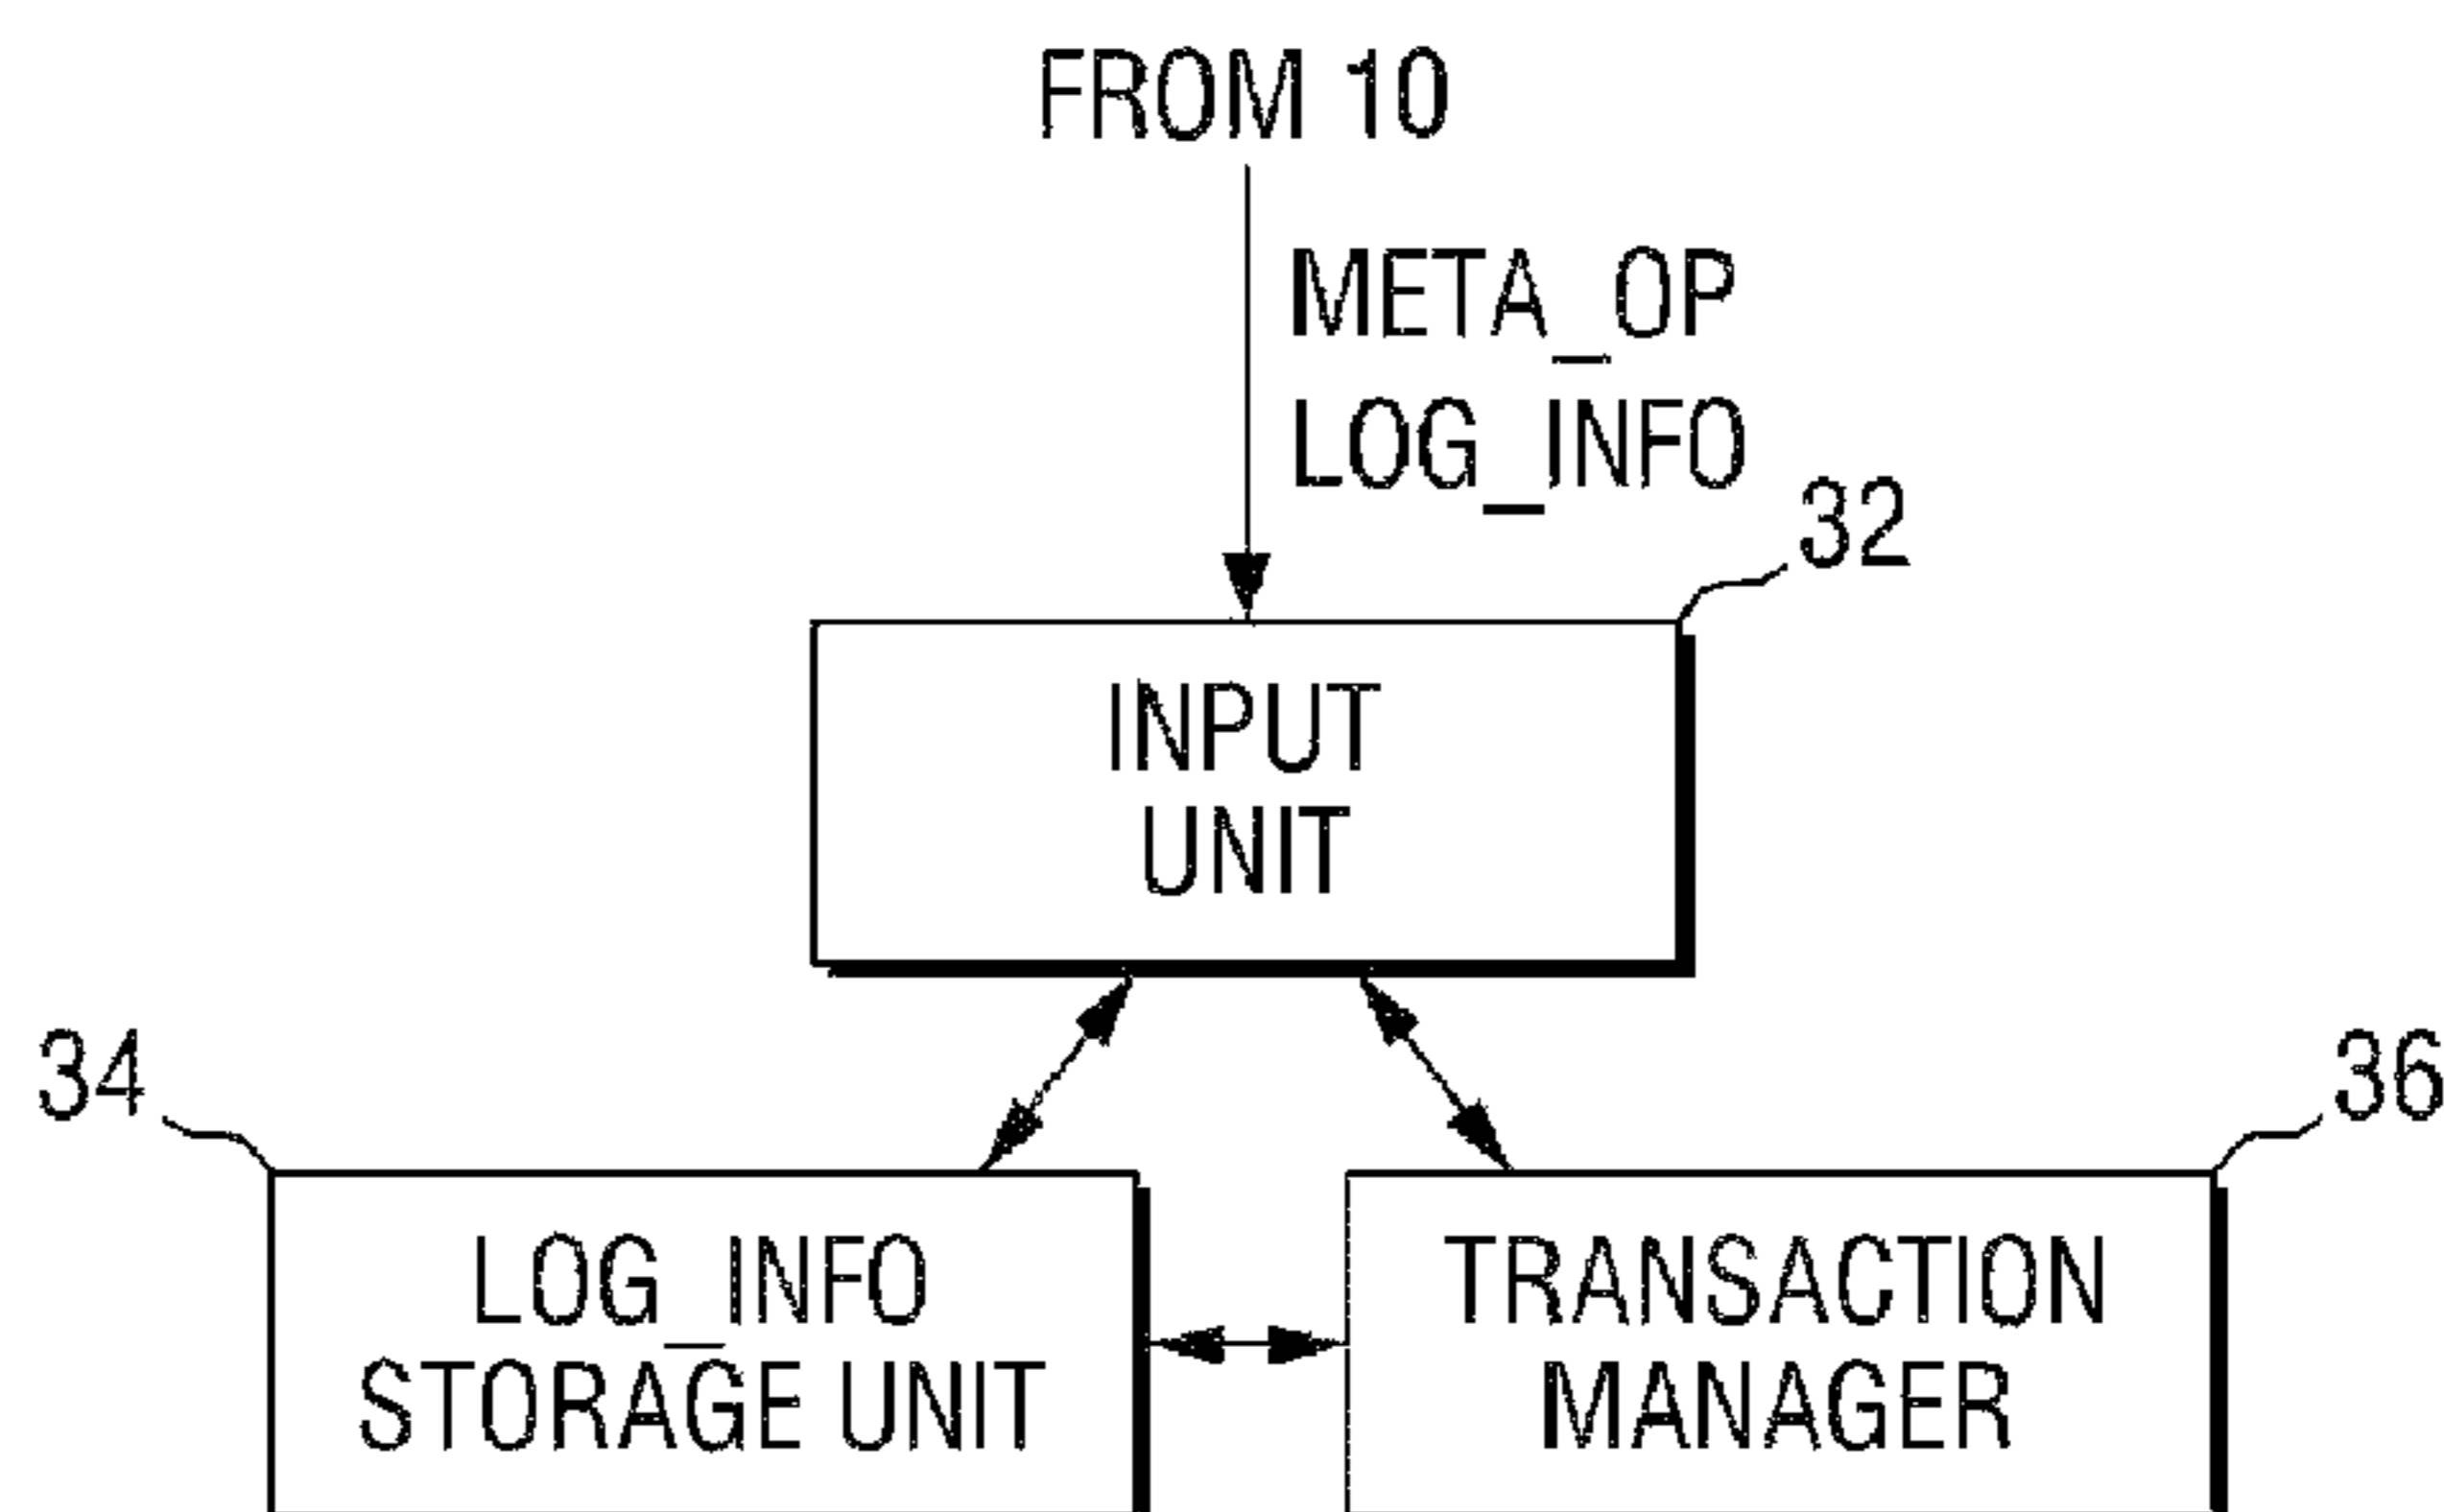 FROM 10
META_OP
LOG_INFO
32
INPUT
UNIT
34
36
LOG_INFO
STORAGE UNIT
TRANSACTION
MANAGER